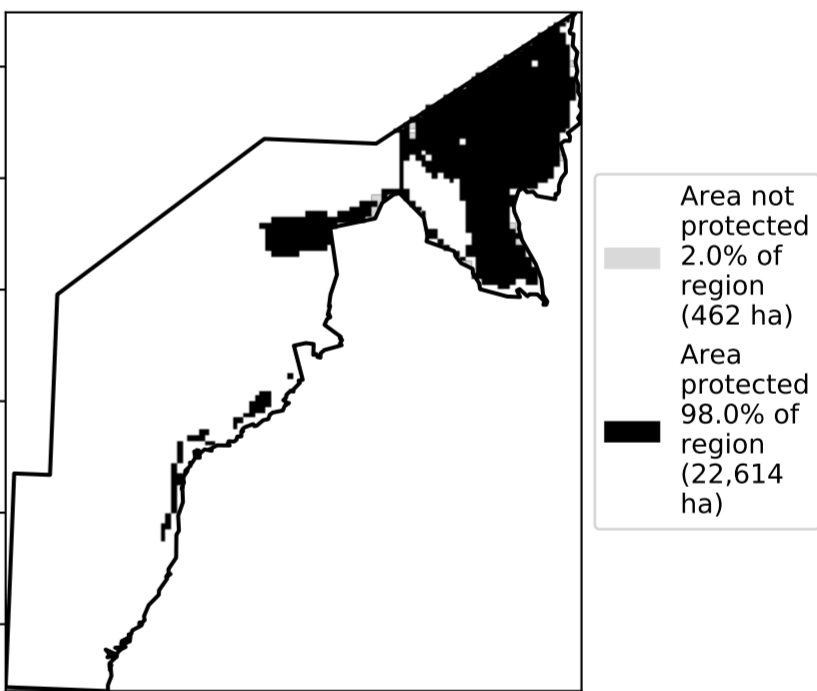 Area not
protected
2.0% of
region
(462 ha)
Area
protected
98.0% of
region
(22,614
ha)